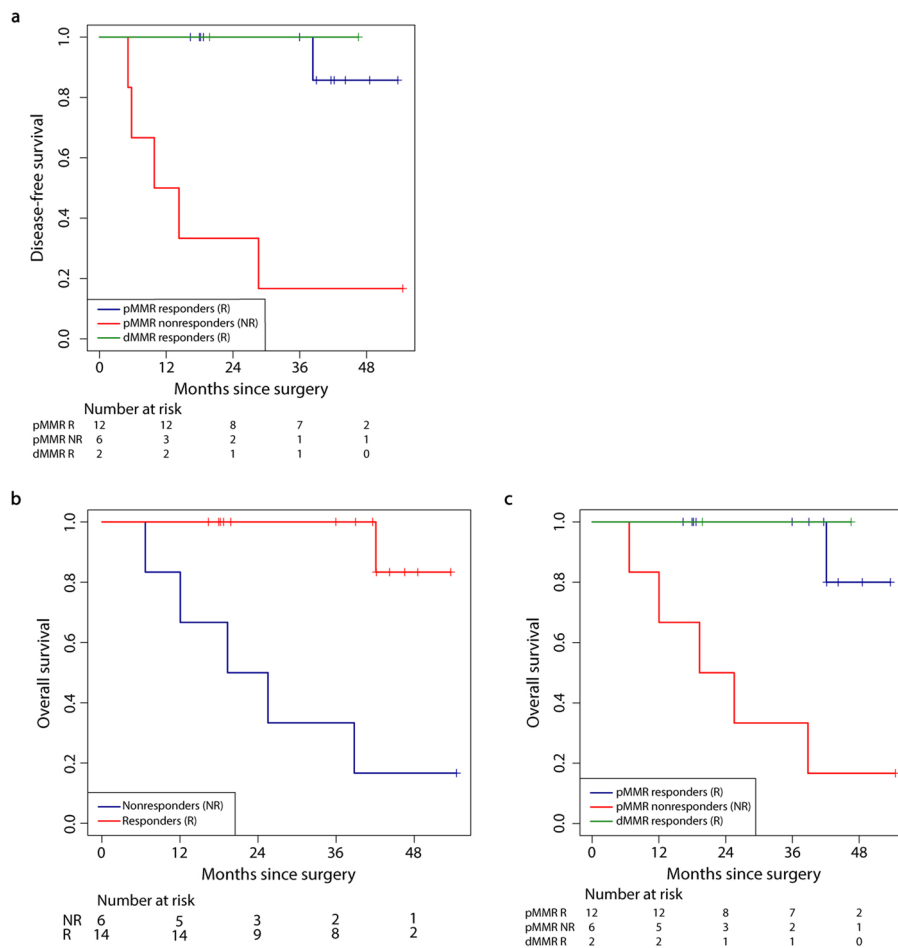 a
1.0
0.8
0.6
0.4
0.2
0.0
Disease-free survival
pMMR responders (R)
pMMR nonresponders (NR)
dMMR responders (R)
0 12 24 36 48
Months since surgery
Number at risk
pMMR R 12 12 8 7 2
pMMR NR 6 3 2 1 1
dMMR R 2 2 1 1 0
b
1.0
0.8
0.6
0.4
0.2
0.0
Overall survival
Nonresponders (NR)
Responders (R)
0 12 24 36 48
Months since surgery
Number at risk
NR 6 5 3 2 1
R 14 14 9 8 2
c
1.0
0.8
0.6
0.4
0.2
0.0
Overall survival
pMMR responders (R)
pMMR nonresponders (NR)
dMMR responders (R)
0 12 24 36 48
Months since surgery
Number at risk
pMMR R 12 12 8 7 2
pMMR NR 6 5 3 2 1
dMMR R 2 2 1 1 0